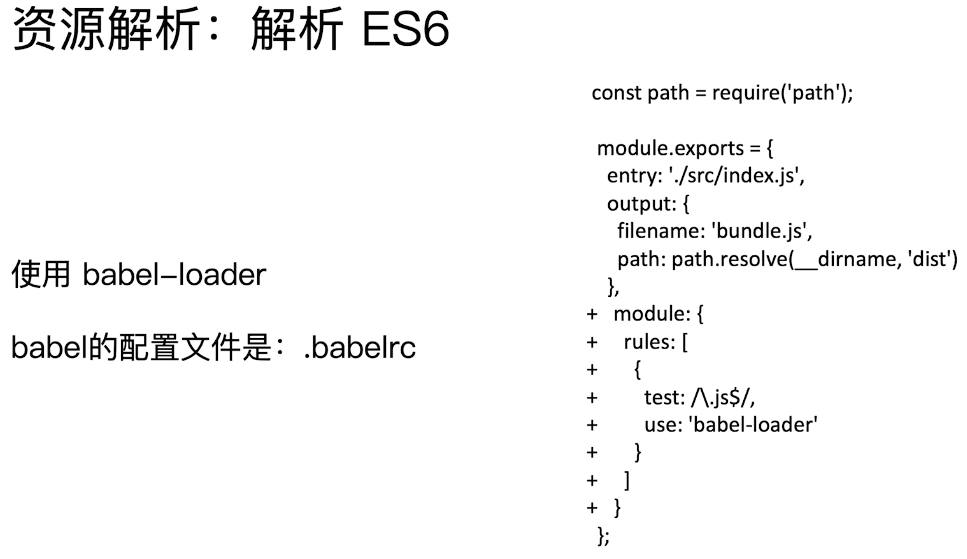 资源解析：解析 ES6
使用 babel-loader
babel的配置文件是：.babelrc
const path = require('path');
module.exports = {
entry: './src/index.js',
output: {
filename: 'bundle.js',
path: path.resolve(__dirname, 'dist')
},
+ module: {
+ rules: [
+ {
+ test: /\.js$/,
+ use: 'babel-loader'
+ }
+ ]
+ }
};